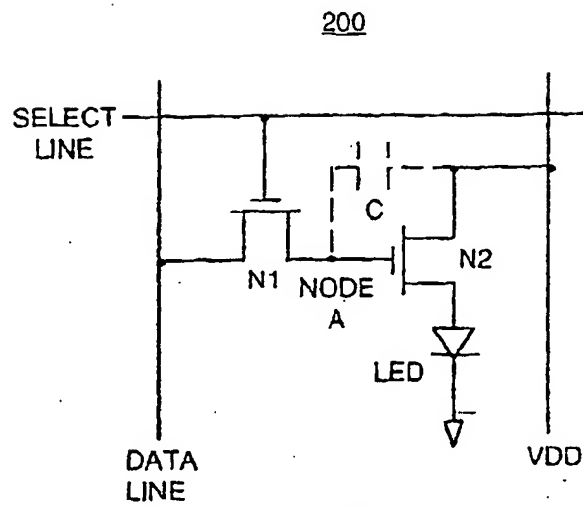 200
SELECT
LINE
C
N1
NODE
A
N2
LED
DATA
LINE
VDD